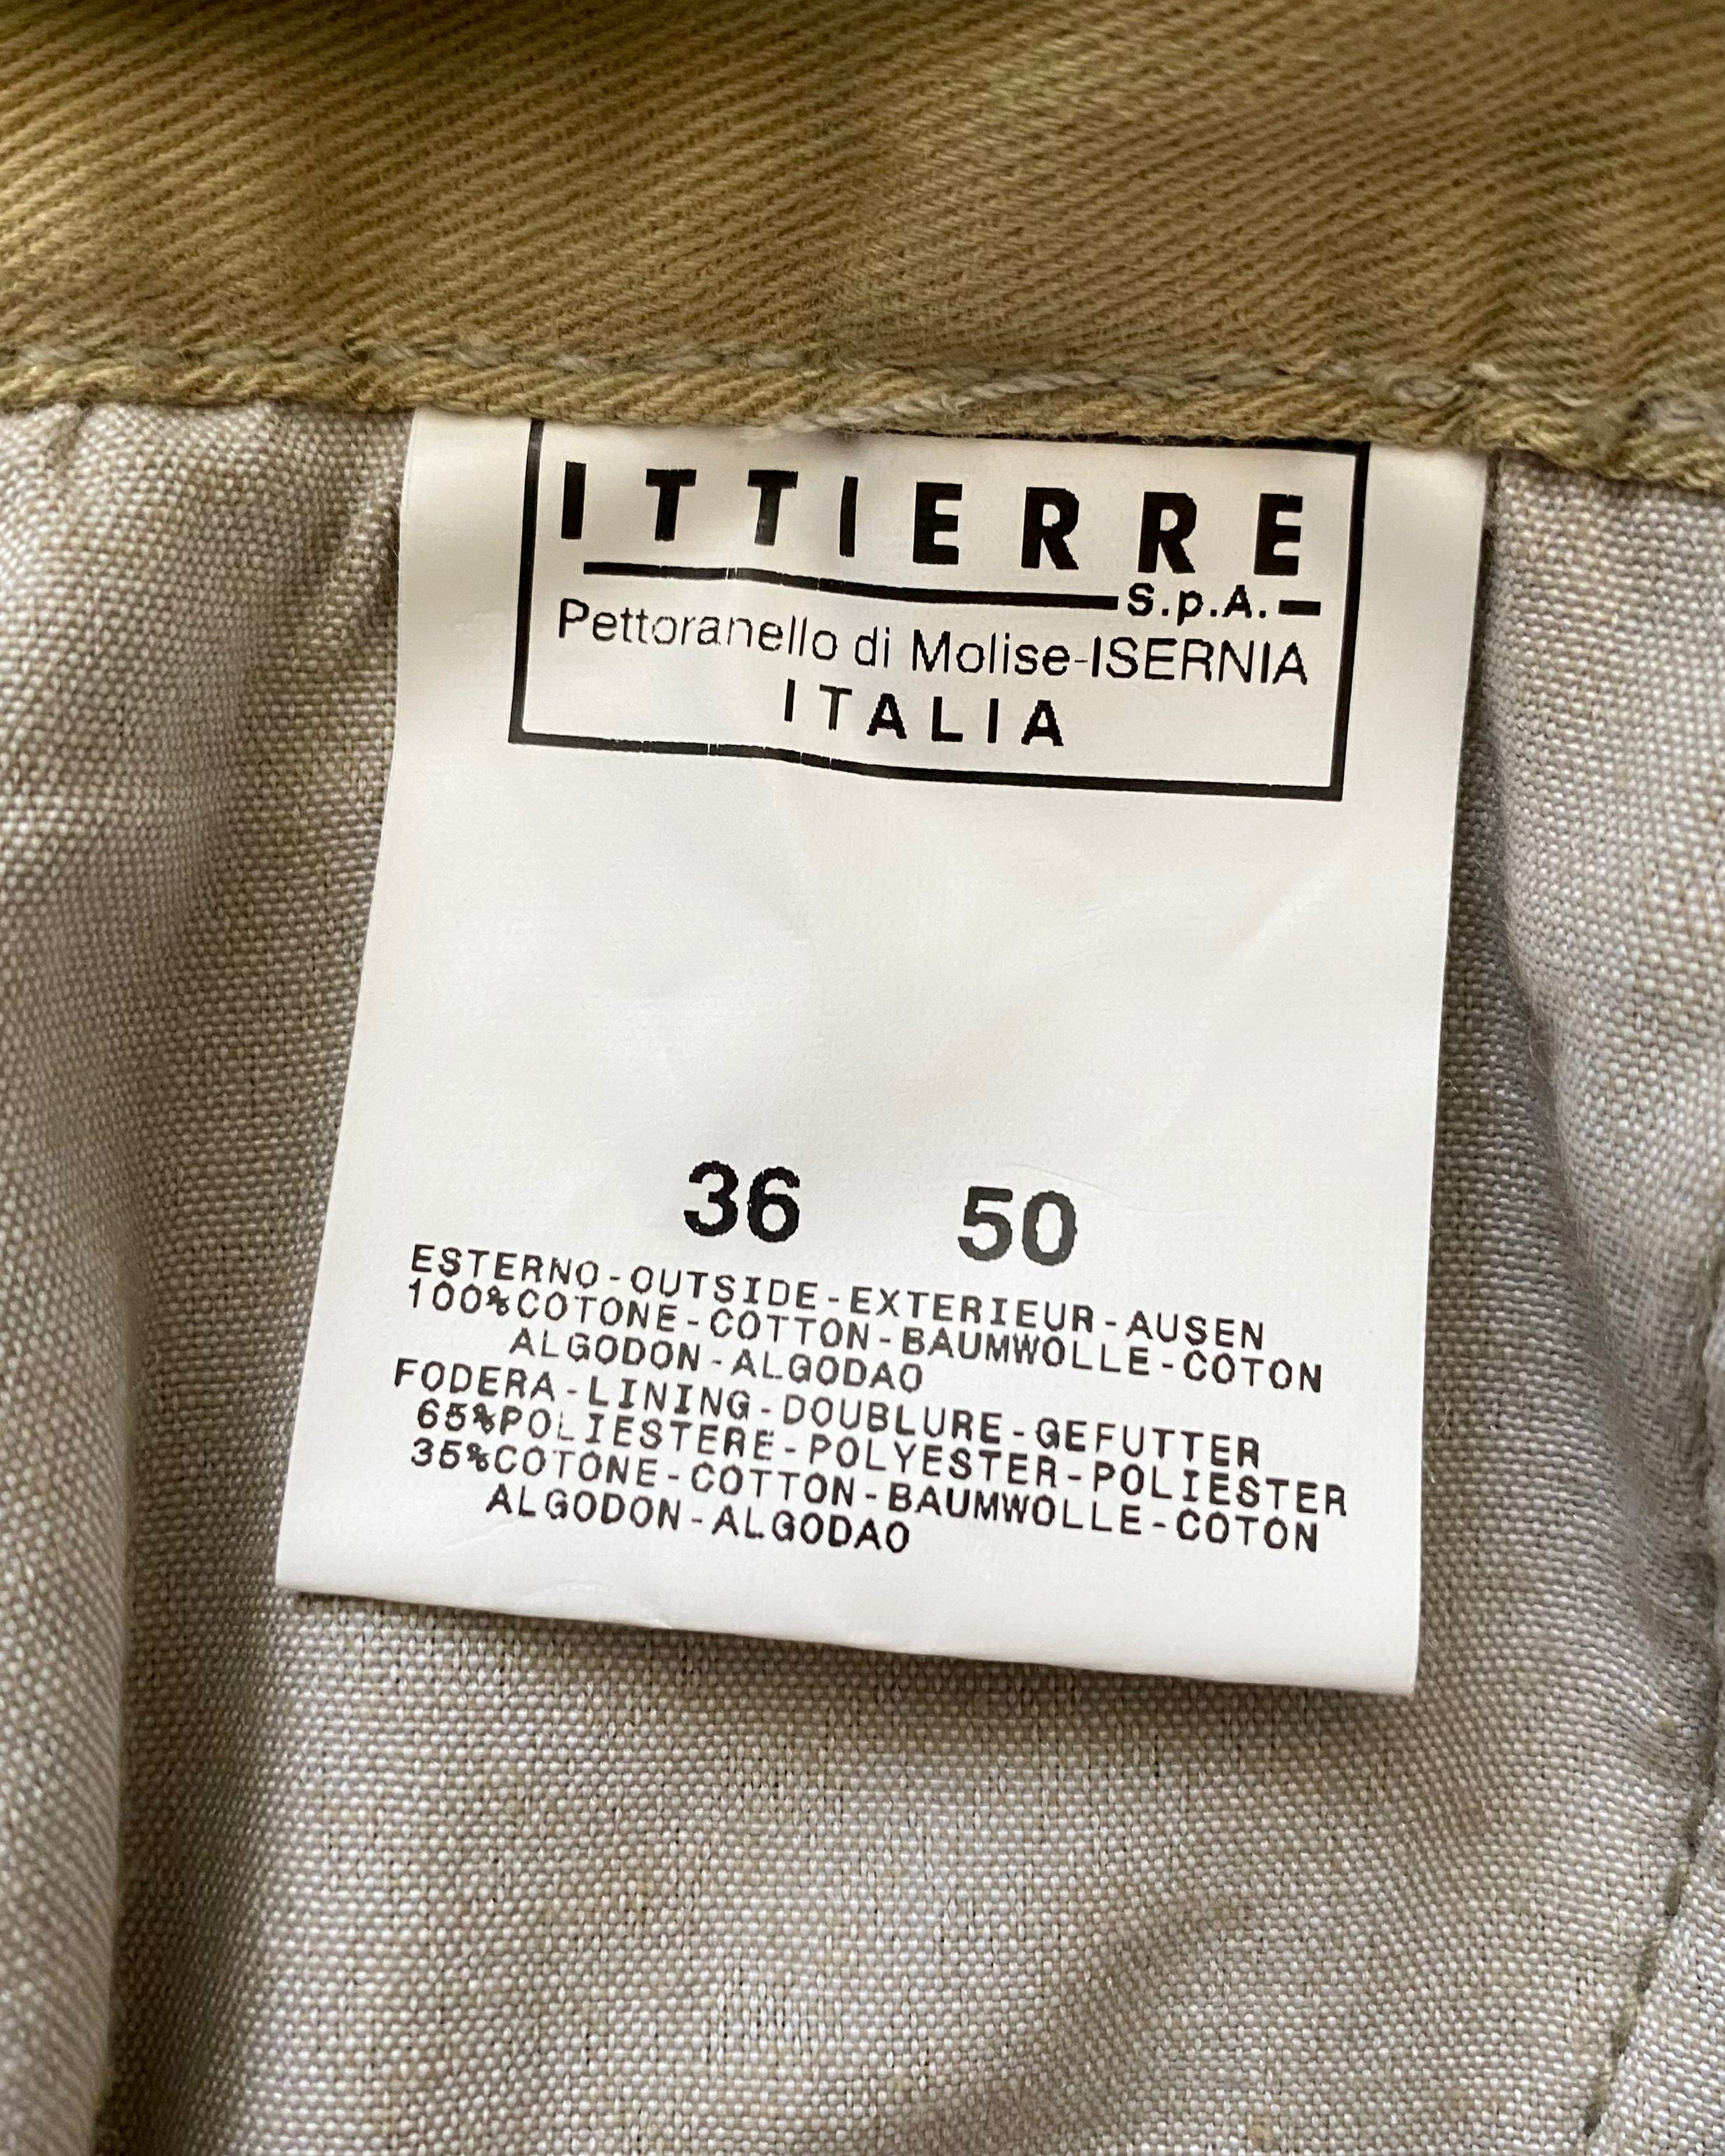 ITTIERRE
S.p.A.
Pettoranello di Molise-ISERNIA
ITALIA
36 50
ESTERNO-OUTSIDE-EXTERIEUR-AUSEN
100%COTONE-COTTON-BAUMWOLLE-COTON
ALGODON-ALGODAO
FODERA-LINING-DOUBLURE-GEFUTTER
65%POLIESTERE-POLYESTER-POLIESTER
35%COTONE-COTTON-BAUMWOLLE-COTON
ALGODON-ALGODAO